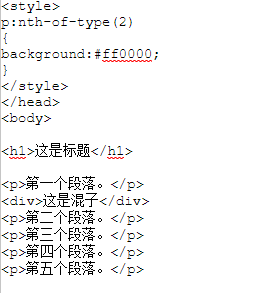 <style>
p:nth-of-type(2)
{
background:#ff0000;
}
</style>
</head>
<body>
<h1>这是标题</h1>
<p>第一个段落。</p>
<div>这是混子</div>
<p>第二个段落。</p>
<p>第三个段落。</p>
<p>第四个段落。</p>
<p>第五个段落。</p>